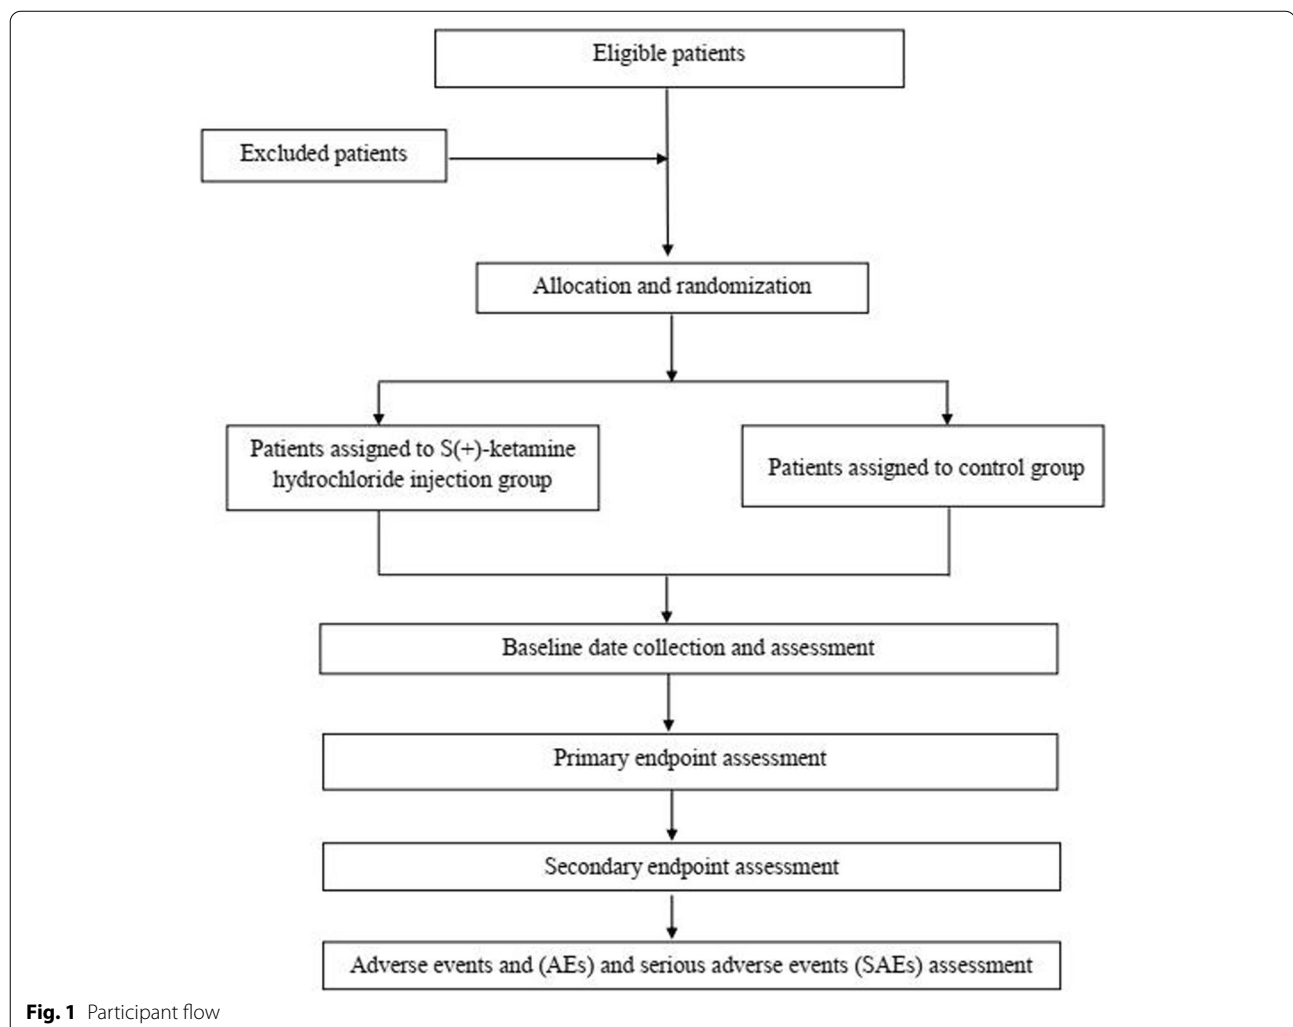 Eligible patients
Excluded patients
Allocation and randomization
Patients assigned to S(+)-ketamine
hydrochloride injection group
Patients assigned to control group
Baseline date collection and assessment
Primary endpoint assessment
Secondary endpoint assessment
Adverse events and (AEs) and serious adverse events (SAEs) assessment
Fig. 1 Participant flow